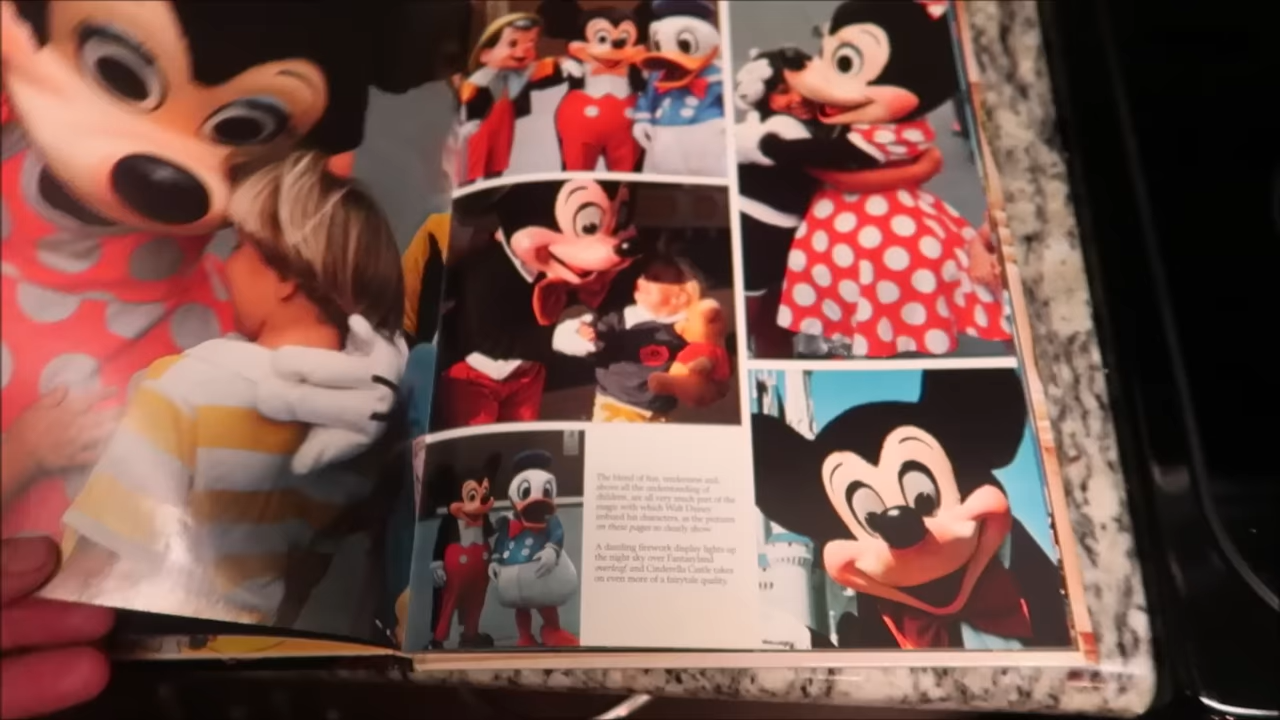 The blend of fun, tenderness and,
above all the understanding of
children, are all very much part of the
magic with which Walt Disney
imbued his characters, as the pictures
on these pages so clearly show.
A dazzling firework display lights up
the night sky over Fantasyland
overleaf and Cinderella Castle takes
on even more of a fairytale quality.